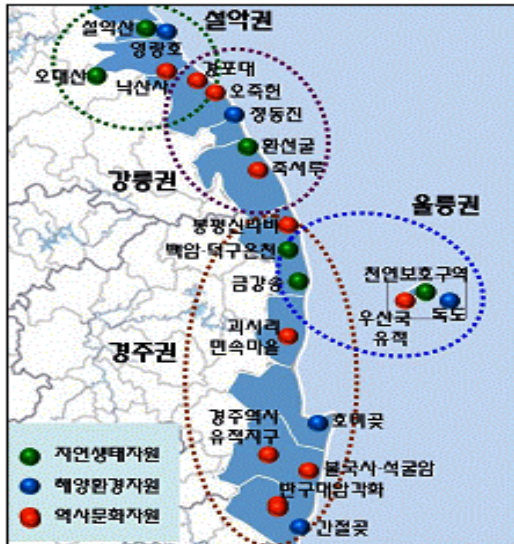 설악권
설악산
영랑호
오대산
낙산사
경포대
오죽헌
정동진
환선굴
죽서루
강릉권
울릉권
봉평신라비
백암·덕구온천
금강송
천연보호구역
우산국
유적
독도
괴시리
민속마을
경주권
경주역사
유적지구
호미곶
불국사·석굴암
반구대암각화
간절곶
자연생태자원
해양환경자원
역사문화자원